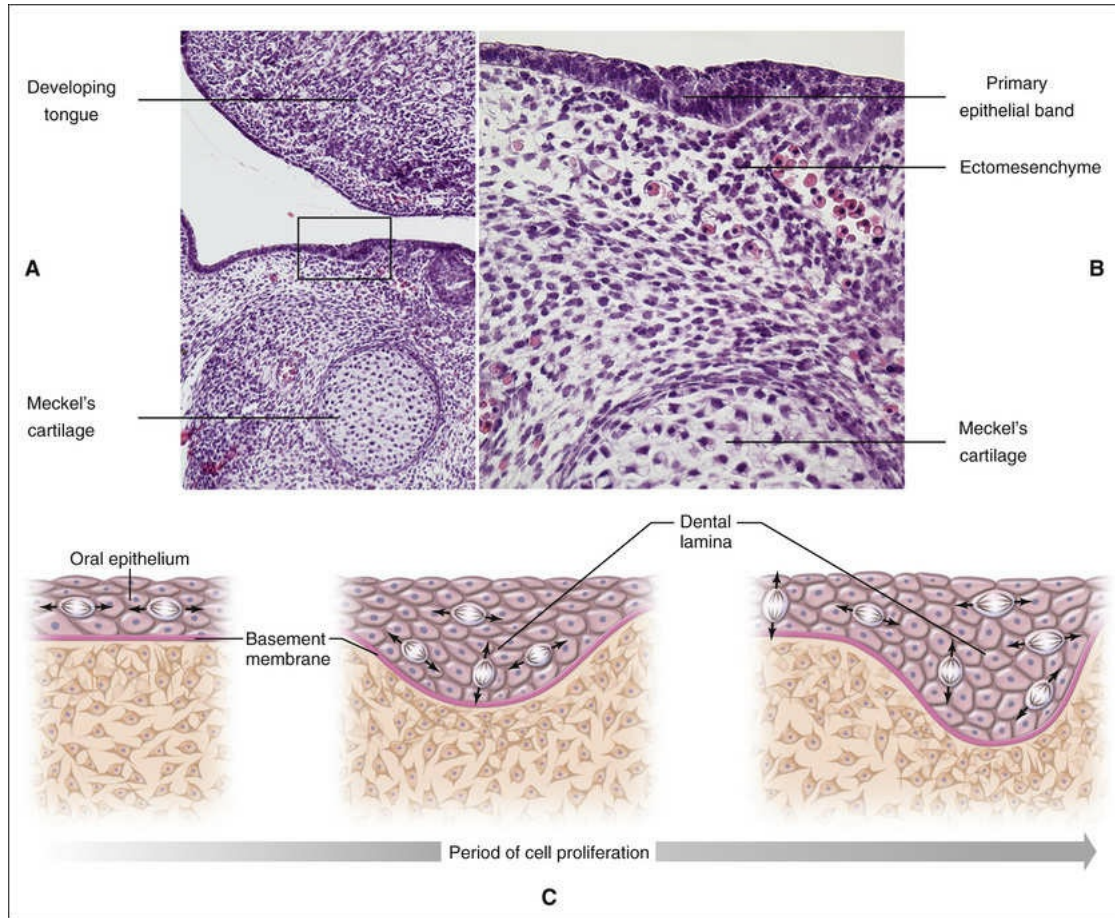 Developing
tongue
A
Meckel's
cartilage
Primary
epithelial band
Ectomesenchyme
B
Meckel's
cartilage
Dental
lamina
Oral epithelium
Basement
membrane
Period of cell proliferation
C